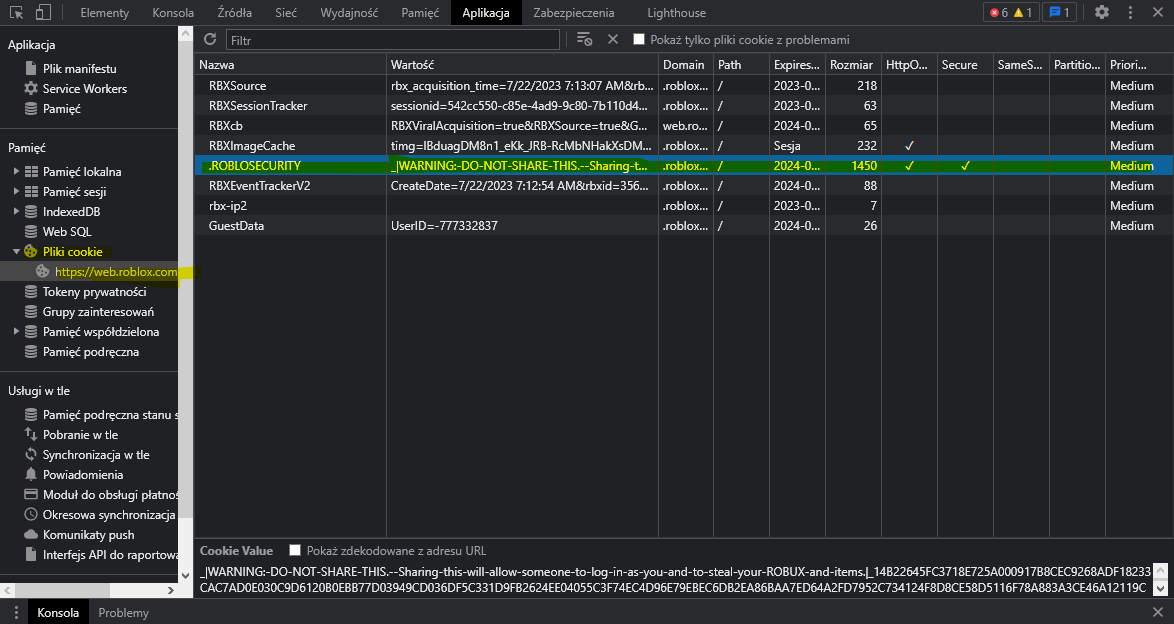 Elementy Konsola Źródła Sieć Wydajność Pamięć Aplikacja Zabezpieczenia Lighthouse 6 1 1
Aplikacja
Plik manifestu
Service Workers
Pamięć
Pamięć
Pamięć lokalna
Pamięć sesji
IndexedDB
Web SQL
Pliki cookie
https://web.roblox.com
Tokeny prywatności
Grupy zainteresowań
Pamięć współdzielona
Pamięć podręczna
Usługi w tle
Pamięć podręczna stanu s
Pobranie w tle
Synchronizacja w tle
Powiadomienia
Moduł do obsługi płatnoś
Okresowa synchronizacja
Komunikaty push
Interfejs API do raportowa
Filtr Pokaż tylko pliki cookie z problemami
Nazwa Wartość Domain Path Expires... Rozmiar HttpO... Secure SameS... Partitio... Priori...
RBXSource rbx_acquisition_time=7/22/2023 7:13:07 AM&rb... .roblox... / 2023-0... 218 Medium
RBXSessionTracker sessionid=542cc550-c85e-4ad9-9c80-7b110d4... .roblox... / 2023-0... 63 Medium
RBXcb RBXViralAcquisition=true&RBXSource=true&G... web.ro... / 2024-0... 65 Medium
RBXImageCache timg=IBduagDM8n1_eKk_JRB-RcMbNHakXsDM... .roblox... / Sesja 232 ✓ Medium
.ROBLOSECURITY _|WARNING:-DO-NOT-SHARE-THIS.--Sharing-t... .roblox... / 2024-0... 1450 ✓ ✓ Medium
RBXEventTrackerV2 CreateDate=7/22/2023 7:12:54 AM&rbxid=356... .roblox... / 2024-0... 88 Medium
rbx-ip2 .roblox... / 2023-0... 7 Medium
GuestData UserID=-777332837 .roblox... / 2024-0... 26 Medium
Cookie Value Pokaż zdekodowane z adresu URL
_|WARNING:-DO-NOT-SHARE-THIS.--Sharing-this-will-allow-someone-to-log-in-as-you-and-to-steal-your-ROBUX-and-items.|_14B22645FC3718E725A000917B8CEC9268ADF18233
CAC7AD0E030C9D6120B0EBB77D03949CD036DF5C331D9FB2624EE04055C3F74EC4D96E79EBEC6DB2EA86BAA7ED64A2FD7952C734124F8D8CE58D5116F78A883A3CE46A12119C
Konsola Problemy